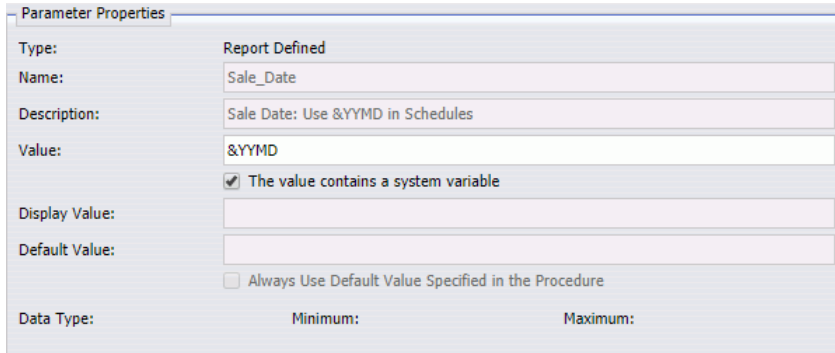 Parameter Properties
Type: Report Defined
Name: Sale_Date
Description: Sale Date: Use &YYMD in Schedules
Value: &YYMD
The value contains a system variable
Display Value:
Default Value:
Always Use Default Value Specified in the Procedure
Data Type: Minimum: Maximum: